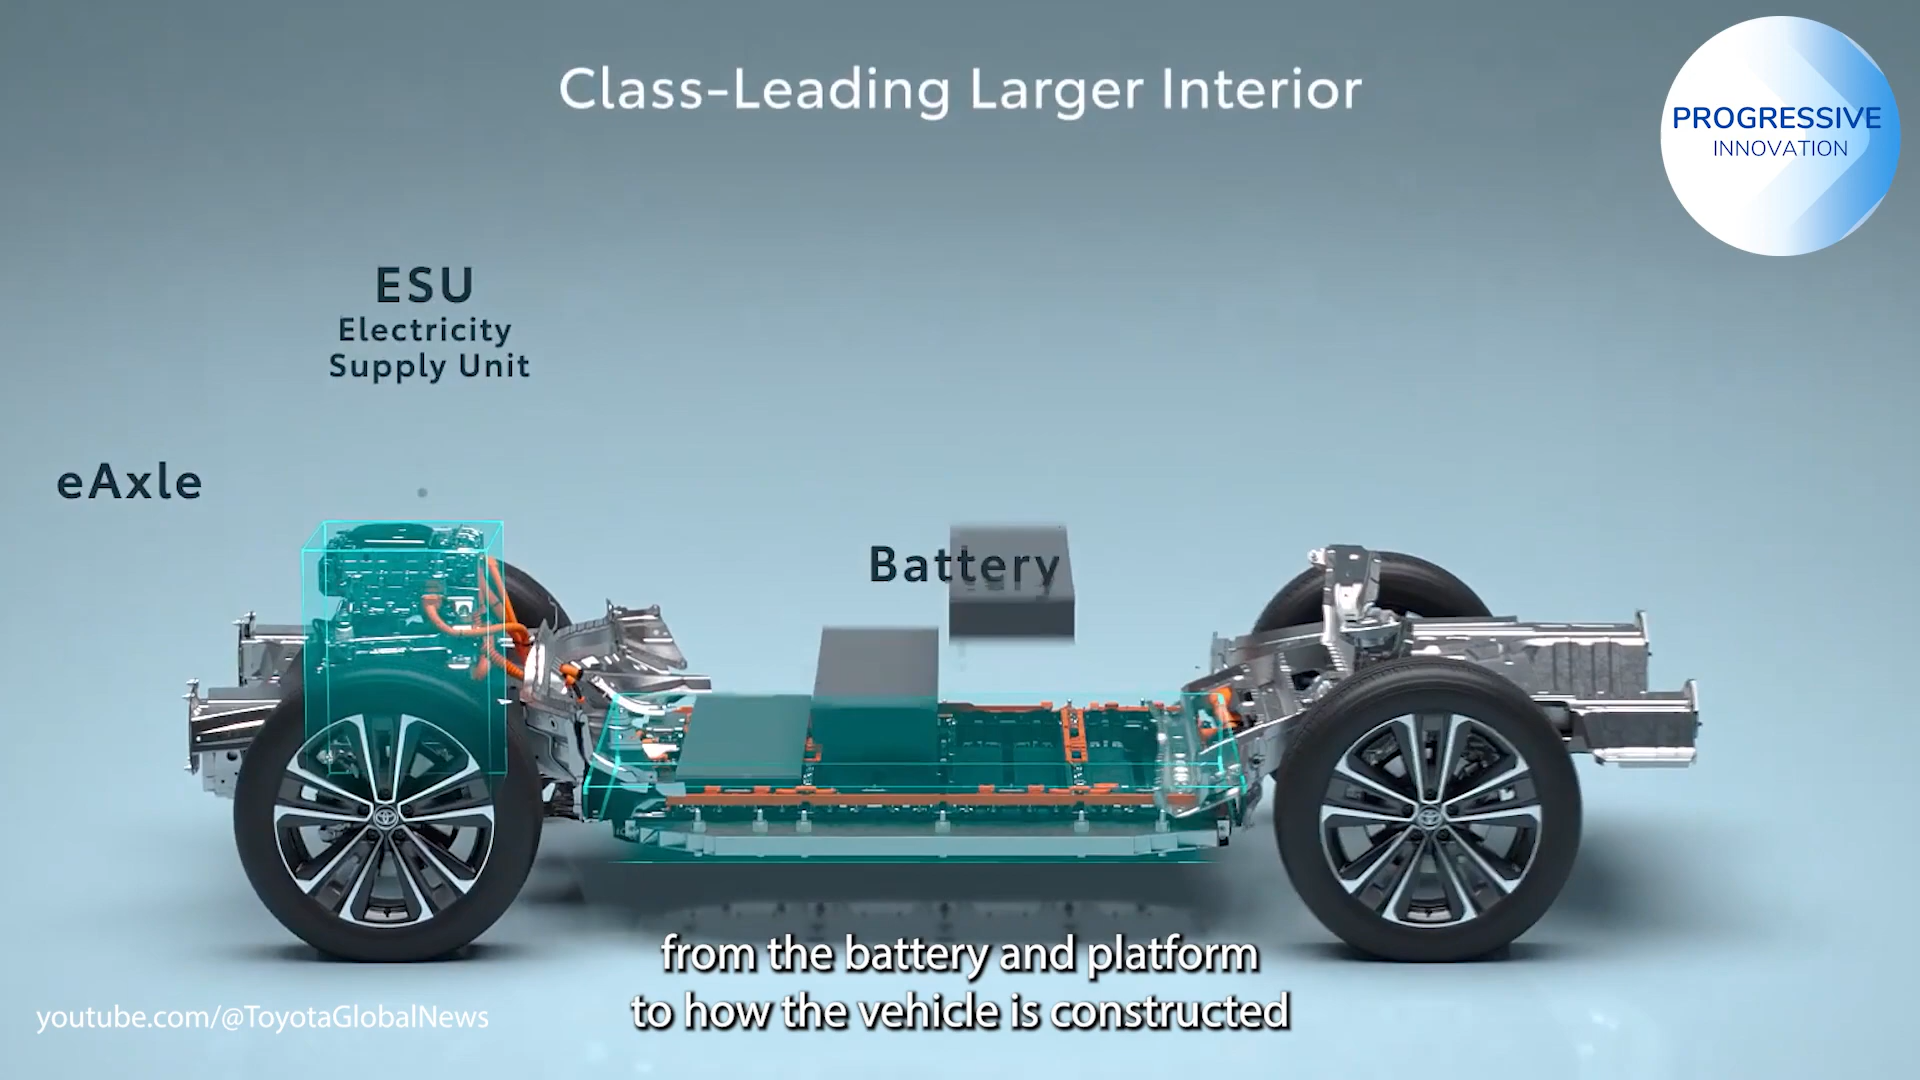 Class-Leading Larger Interior
PROGRESSIVE
INNOVATION
ESU
Electricity
Supply Unit
eAxle
Battery
from the battery and platform
to how the vehicle is constructed
youtube.com/@ToyotaGlobalNews